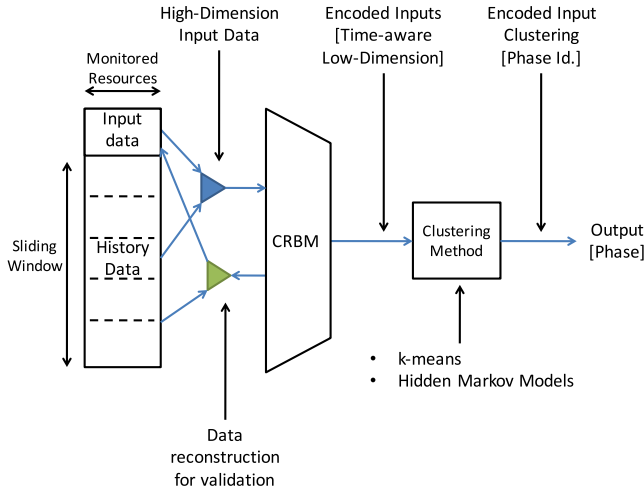 High-Dimension
Input Data
Encoded Inputs
[Time-aware
Low-Dimension]
Encoded Input
Clustering
[Phase Id.]
Monitored
Resources
Input
data
Sliding
Window
History
Data
CRBM
Clustering
Method
Output
[Phase]
• k-means
• Hidden Markov Models
Data
reconstruction
for validation